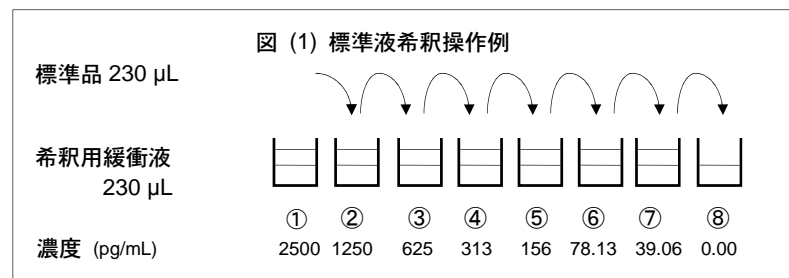 図 (1) 標準液希釈操作例
標準品 230 µL
希釈用緩衝液
230 µL
① ② ③ ④ ⑤ ⑥ ⑦ ⑧
濃度 (pg/mL) 2500 1250 625 313 156 78.13 39.06 0.00